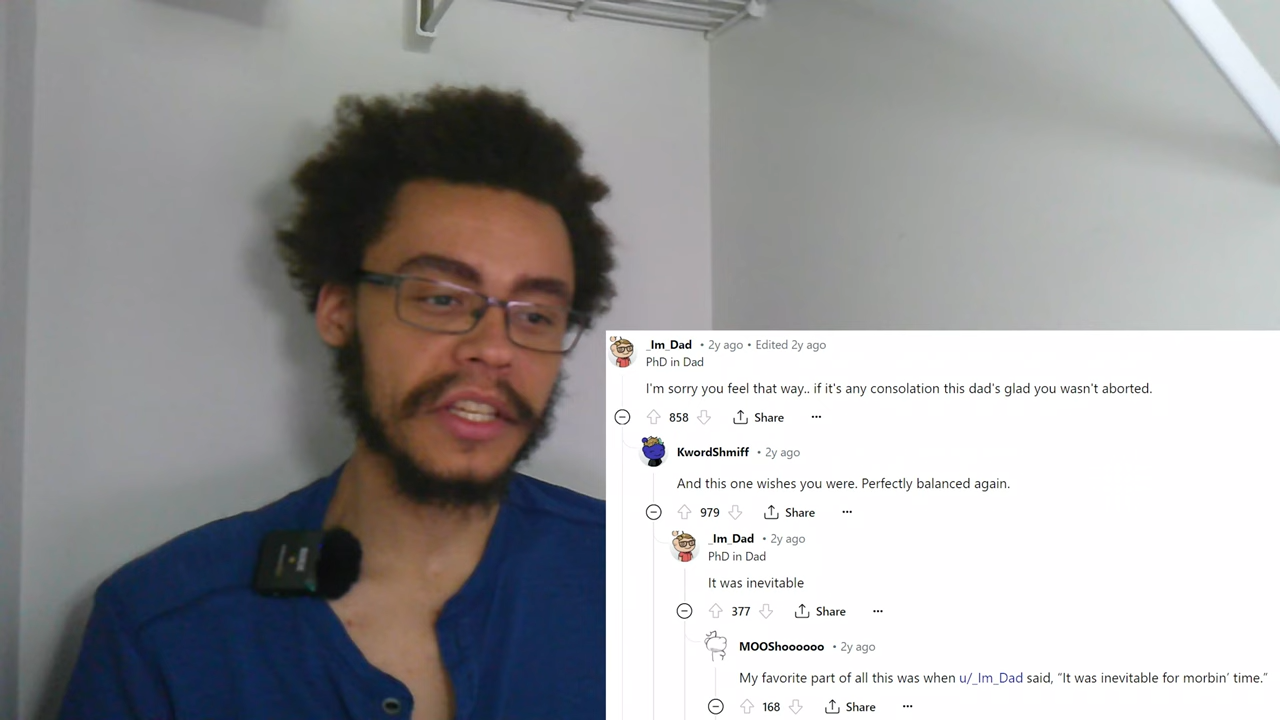 _Im_Dad • 2y ago • Edited 2y ago
PhD in Dad
I'm sorry you feel that way.. if it's any consolation this dad's glad you wasn't aborted.
858 Share ...
KwordShmiff • 2y ago
And this one wishes you were. Perfectly balanced again.
979 Share ...
_Im_Dad • 2y ago
PhD in Dad
It was inevitable
377 Share ...
MOOShoooooo • 2y ago
My favorite part of all this was when u/_Im_Dad said, “It was inevitable for morbin’ time.”
168 Share ...